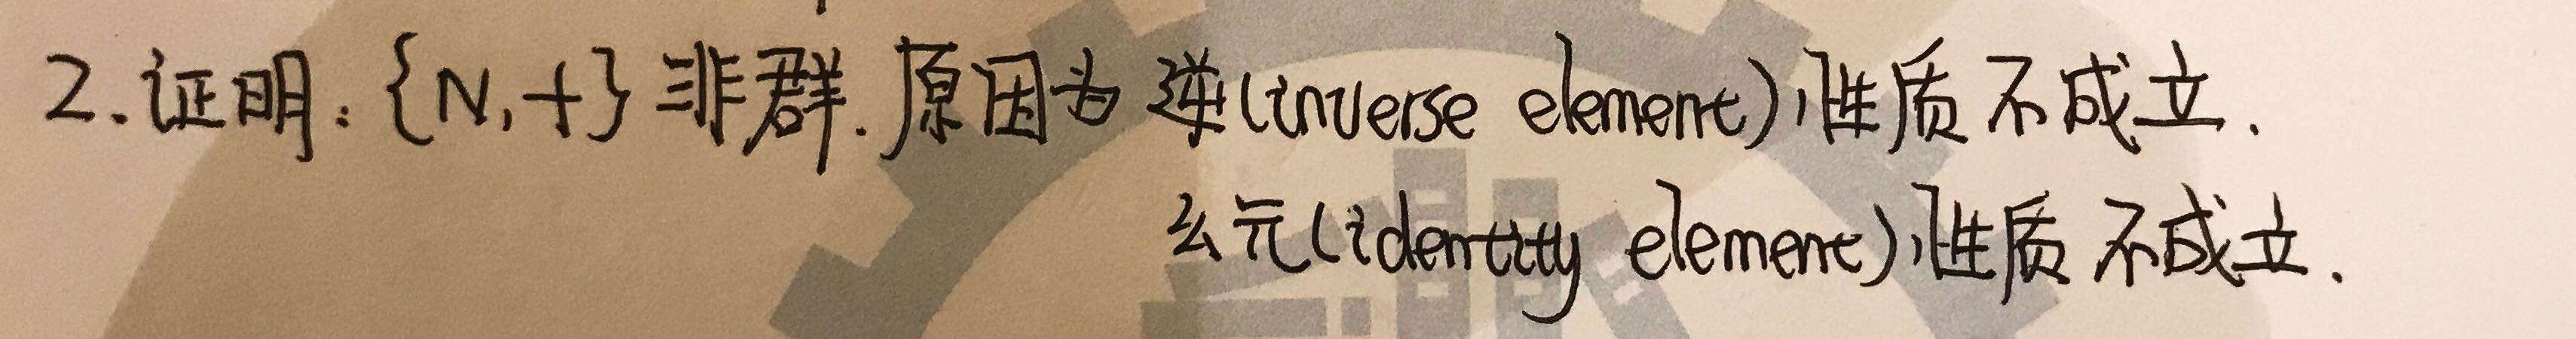 2.证明:{N,+}非群.原因为逆(inverse element)性质不成立.
幺元(identity element)性质不成立.